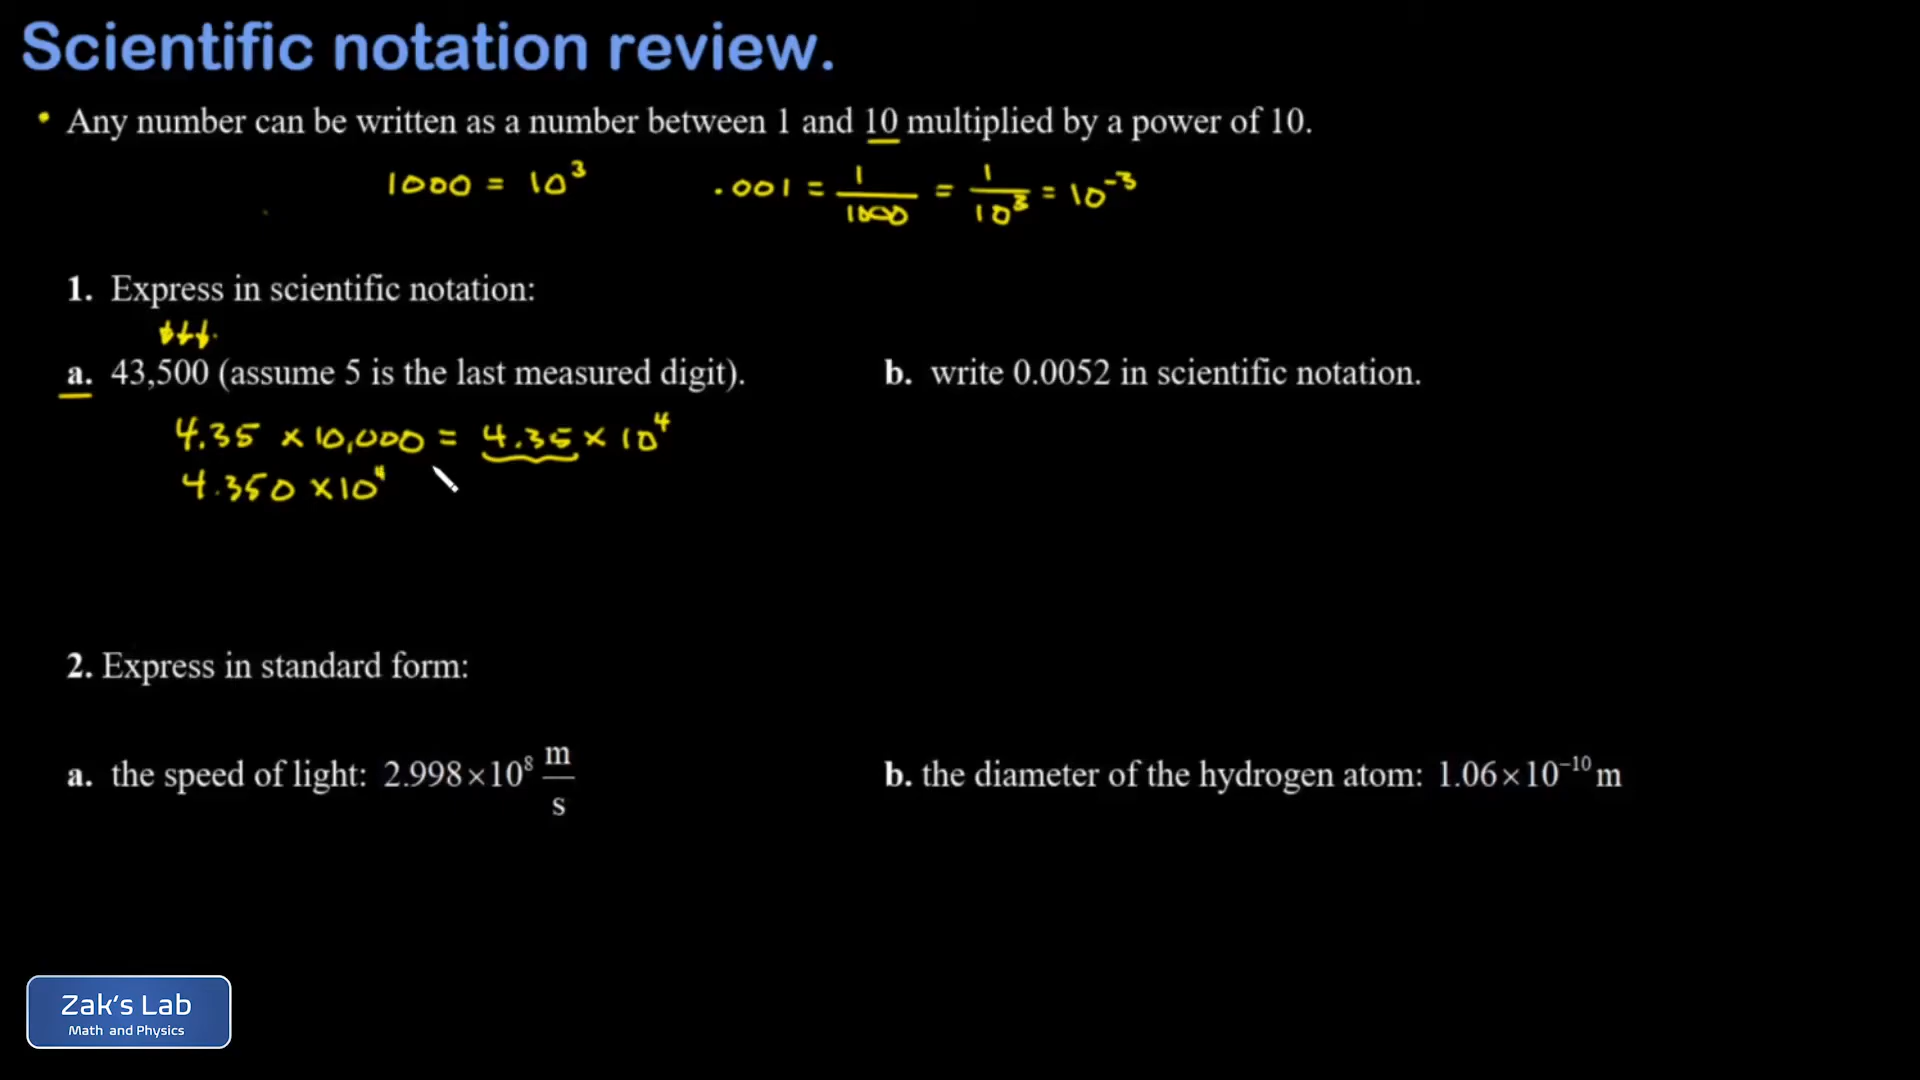 Scientific notation review.
• Any number can be written as a number between 1 and 10 multiplied by a power of 10.
1000 = 10³ .001 = 1/1000 = 1/10³ = 10⁻³
1. Express in scientific notation:
a. 43,500 (assume 5 is the last measured digit). b. write 0.0052 in scientific notation.
4.35 × 10,000 = 4.35 × 10⁴
4.350 × 10⁴
2. Express in standard form:
a. the speed of light: 2.998×10⁸ m/s b. the diameter of the hydrogen atom: 1.06×10⁻¹⁰ m
Zak's Lab
Math and Physics